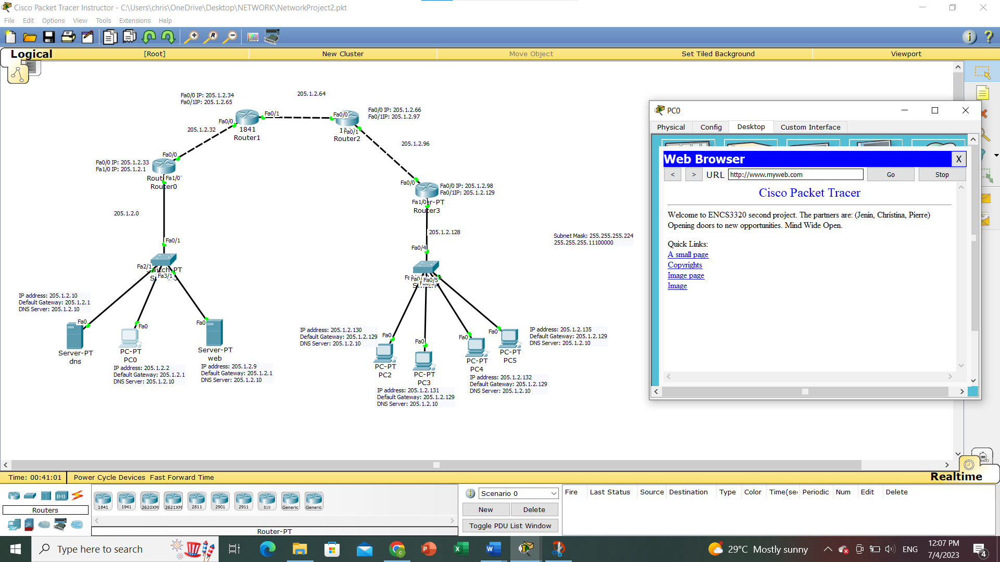 Cisco Packet Tracer Instructor - C:\Users\chris\OneDrive\Desktop\NETWORK\NetworkProject2.pkt
File Edit Options View Tools Extensions Help
Logical
[Root]
New Cluster
Move Object
Set Tiled Background
Viewport
Fa0/0 IP: 205.1.2.34
Fa0/1IP: 205.1.2.65
205.1.2.64
Fa0/0 IP: 205.1.2.66
Fa0/1IP: 205.1.2.97
Fa0/1
Fa0/0
Fa0/0
Fa0/1
205.1.2.32
1841
Router1
Router2
205.1.2.96
Fa0/0
Fa0/0 IP: 205.1.2.33
Fa1/0 IP: 205.1.2.1
Fa1/0
Router0
Fa0/0
Fa0/0 IP: 205.1.2.98
Fa0/1IP: 205.1.2.129
Fa1/0
Router3
205.1.2.0
205.1.2.128
Subnet Mask: 255.255.255.224
255.255.255.11100000
Fa0/1
Fa0/4
Fa2/1
Fa3/1
Fa0/5
IP address: 205.1.2.10
Default Gateway: 205.1.2.1
DNS Server: 205.1.2.10
Fa0
Fa0
Fa0
Server-PT
dns
PC-PT
PC0
Server-PT
web
IP address: 205.1.2.2
Default Gateway: 205.1.2.1
DNS Server: 205.1.2.10
IP address: 205.1.2.9
Default Gateway: 205.1.2.1
DNS Server: 205.1.2.10
IP address: 205.1.2.130
Default Gateway: 205.1.2.129
DNS Server: 205.1.2.10
Fa0
Fa0
Fa0
Fa0
IP address: 205.1.2.135
Default Gateway: 205.1.2.129
DNS Server: 205.1.2.10
PC-PT
PC2
PC-PT
PC3
PC-PT
PC4
PC-PT
PC5
IP address: 205.1.2.131
Default Gateway: 205.1.2.129
DNS Server: 205.1.2.10
IP address: 205.1.2.132
Default Gateway: 205.1.2.129
DNS Server: 205.1.2.10
PC0
Physical Config Desktop Custom Interface
Web Browser X
< > URL http://www.myweb.com Go Stop
Cisco Packet Tracer
Welcome to ENCS3320 second project. The partners are: (Jenin, Christina, Pierre)
Opening doors to new opportunities. Mind Wide Open.
Quick Links:
A small page
Copyrights
Image page
Image
Time: 00:41:01 Power Cycle Devices Fast Forward Time
Realtime
Routers
1841 1941 2620XM 2621XM 2811 2901 2911 819 Generic Generic
Router-PT
Scenario 0
New Delete
Toggle PDU List Window
Fire Last Status Source Destination Type Color Time(sec Periodic Num Edit Delete
Type here to search
29°C Mostly sunny
ENG
12:07 PM
7/4/2023
4